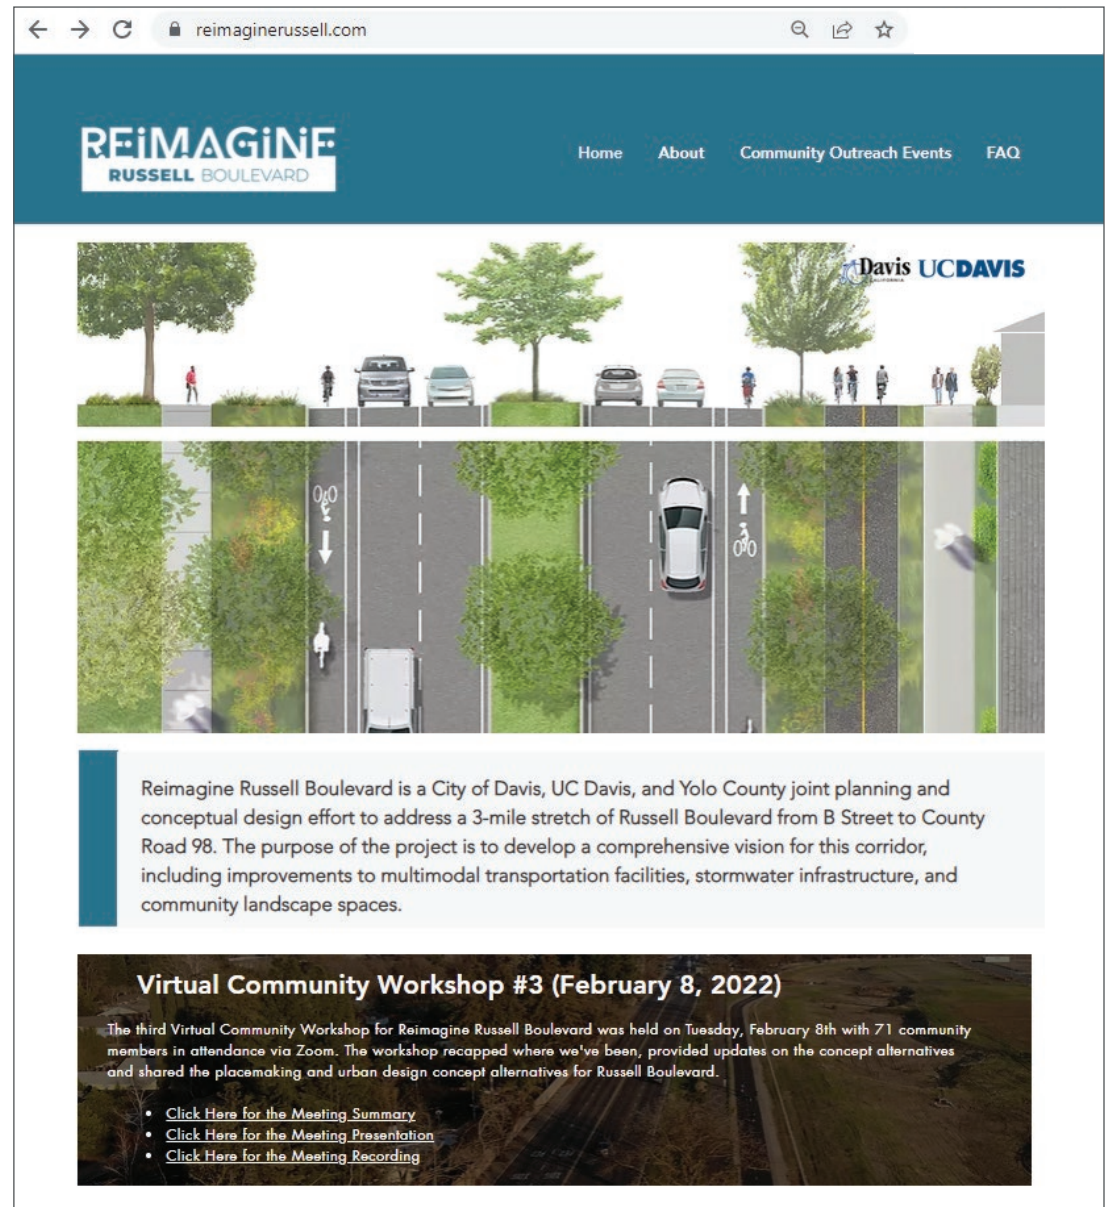 reimaginerussell.com
REiMAGiNE
RUSSELL BOULEVARD
Home About Community Outreach Events FAQ
Davis UCDAVIS
CALIFORNIA
Reimagine Russell Boulevard is a City of Davis, UC Davis, and Yolo County joint planning and
conceptual design effort to address a 3-mile stretch of Russell Boulevard from B Street to County
Road 98. The purpose of the project is to develop a comprehensive vision for this corridor,
including improvements to multimodal transportation facilities, stormwater infrastructure, and
community landscape spaces.
Virtual Community Workshop #3 (February 8, 2022)
The third Virtual Community Workshop for Reimagine Russell Boulevard was held on Tuesday, February 8th with 71 community
members in attendance via Zoom. The workshop recapped where we've been, provided updates on the concept alternatives
and shared the placemaking and urban design concept alternatives for Russell Boulevard.
• Click Here for the Meeting Summary
• Click Here for the Meeting Presentation
• Click Here for the Meeting Recording